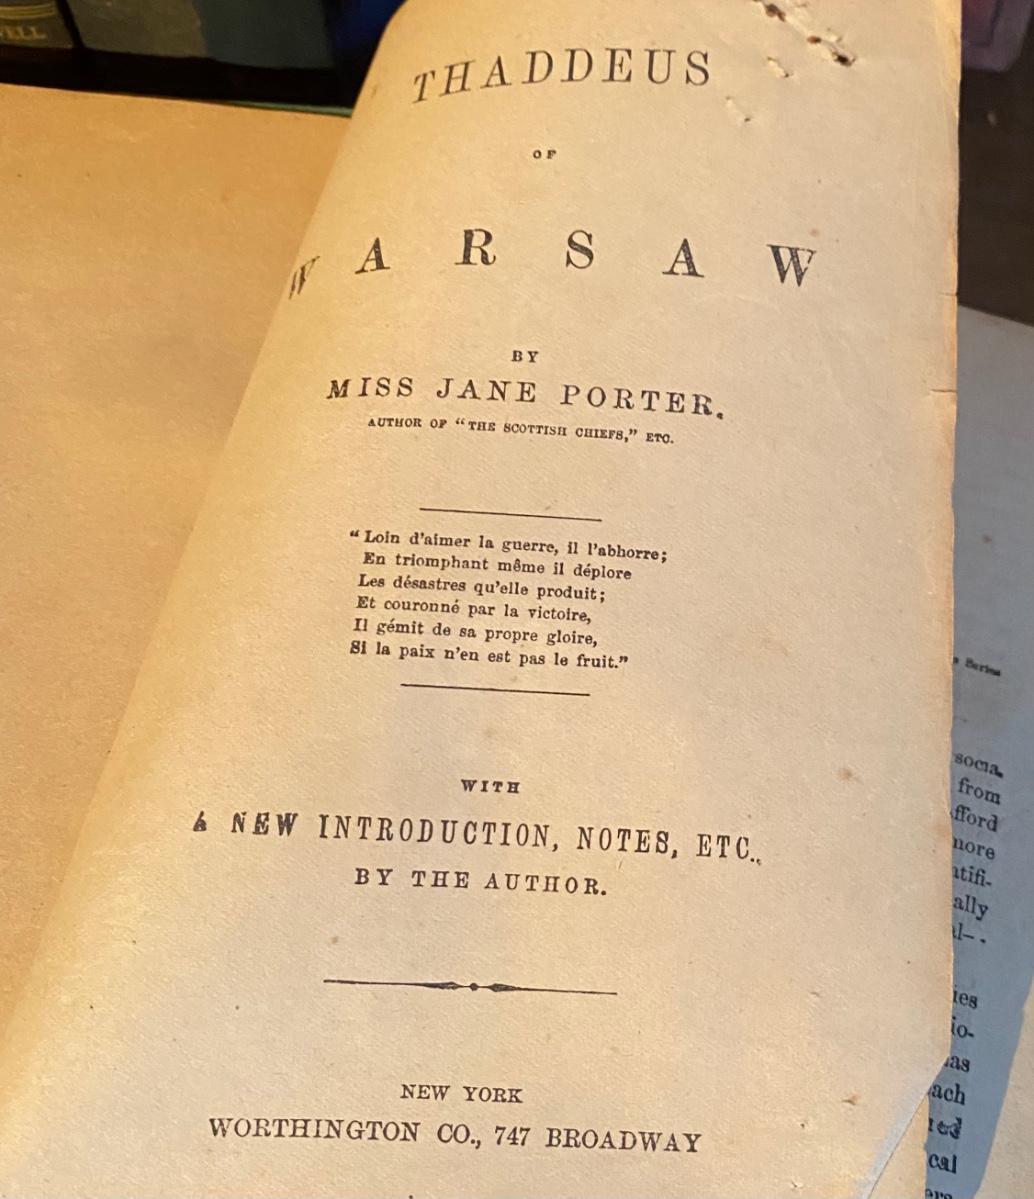 THADDEUS
OF
WARSAW
BY
MISS JANE PORTER.
AUTHOR OF "THE SCOTTISH CHIEFS," ETC.
"Loin d'aimer la guerre, il l'abhorre;
En triomphant même il déplore
Les désastres qu'elle produit;
Et couronné par la victoire,
Il gémit de sa propre gloire,
Si la paix n'en est pas le fruit."
WITH
A NEW INTRODUCTION, NOTES, ETC.,
BY THE AUTHOR.
NEW YORK
WORTHINGTON CO., 747 BROADWAY
Series
from